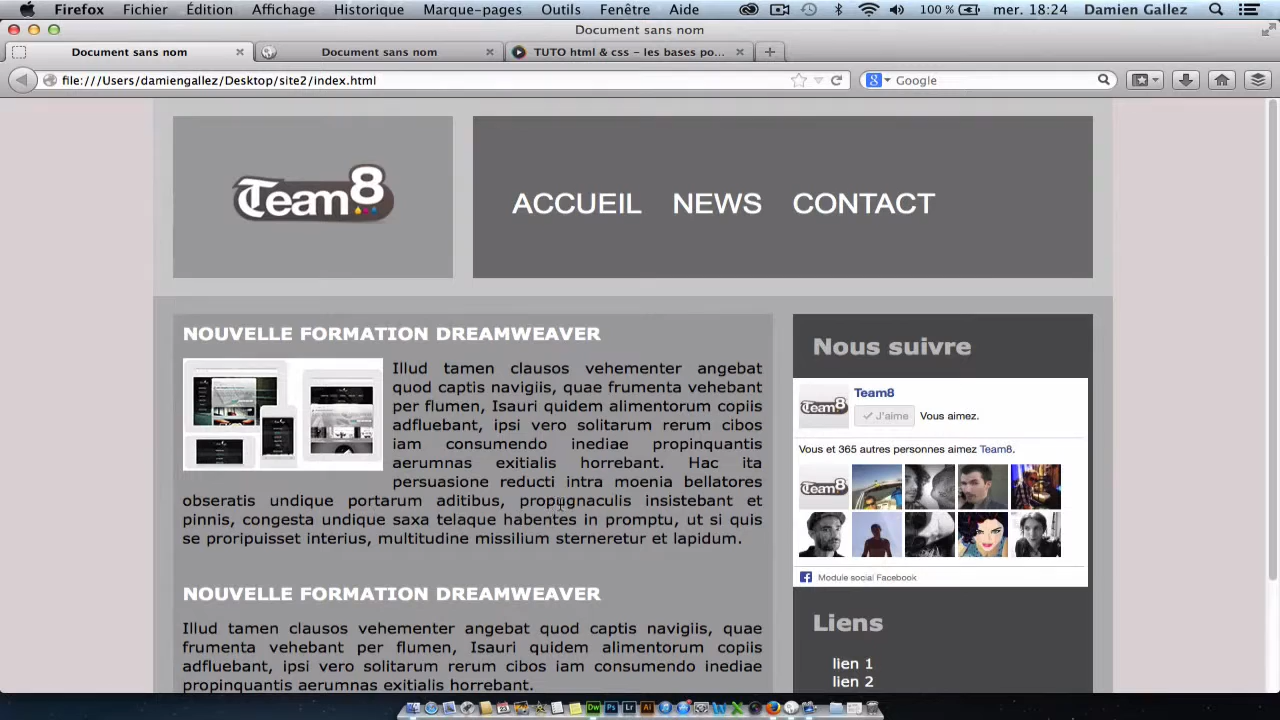 Firefox Fichier Édition Affichage Historique Marque-pages Outils Fenêtre Aide 100 % mer. 18:24 Damien Gallez
Document sans nom
Document sans nom Document sans nom TUTO html & css - les bases po...
file:///Users/damiengallez/Desktop/site2/index.html Google
Team8
ACCUEIL NEWS CONTACT
NOUVELLE FORMATION DREAMWEAVER
Illud tamen clausos vehementer angebat
quod captis navigiis, quae frumenta vehebant
per flumen, Isauri quidem alimentorum copiis
adfluebant, ipsi vero solitarum rerum cibos
iam consumendo inediae propinquantis
aerumnas exitialis horrebant. Hac ita
persuasione reducti intra moenia bellatores
obseratis undique portarum aditibus, propugnaculis insistebant et
pinnis, congesta undique saxa telaque habentes in promptu, ut si quis
se proripuisset interius, multitudine missilium sterneretur et lapidum.
NOUVELLE FORMATION DREAMWEAVER
Illud tamen clausos vehementer angebat quod captis navigiis, quae
frumenta vehebant per flumen, Isauri quidem alimentorum copiis
adfluebant, ipsi vero solitarum rerum cibos iam consumendo inediae
propinquantis aerumnas exitialis horrebant.
Nous suivre
Team8
Team8
J'aime Vous aimez.
Vous et 365 autres personnes aimez Team8.
Team8
Module social Facebook
Liens
lien 1
lien 2
Dw Ps Lr Ai